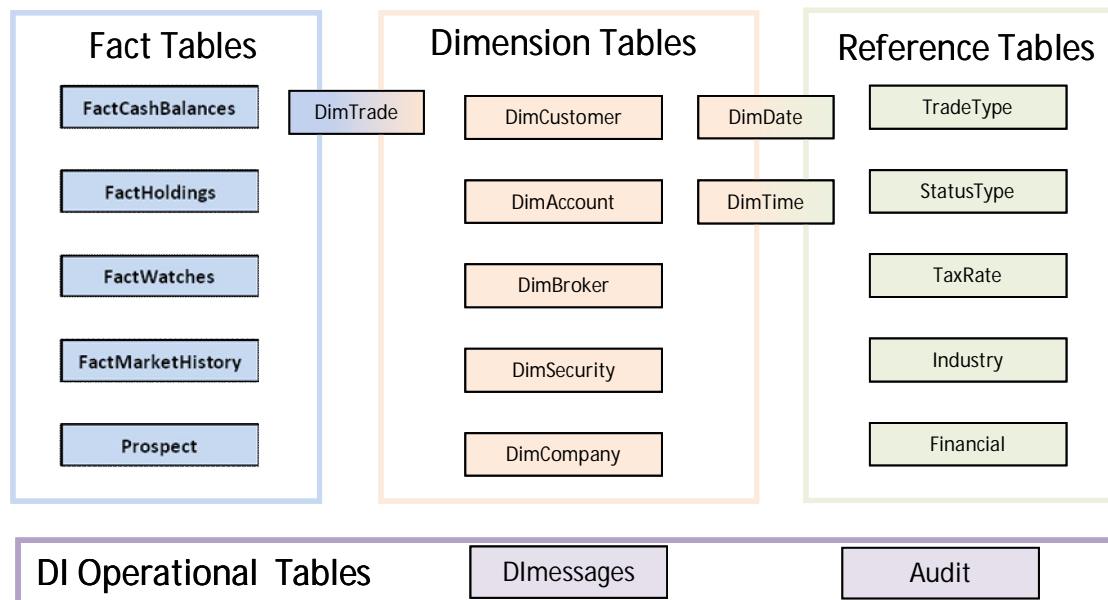 Fact Tables
Dimension Tables
Reference Tables
FactCashBalances
DimTrade
DimCustomer
DimDate
TradeType
FactHoldings
DimAccount
DimTime
StatusType
FactWatches
DimBroker
TaxRate
FactMarketHistory
DimSecurity
Industry
Prospect
DimCompany
Financial
DI Operational Tables
DImessages
Audit